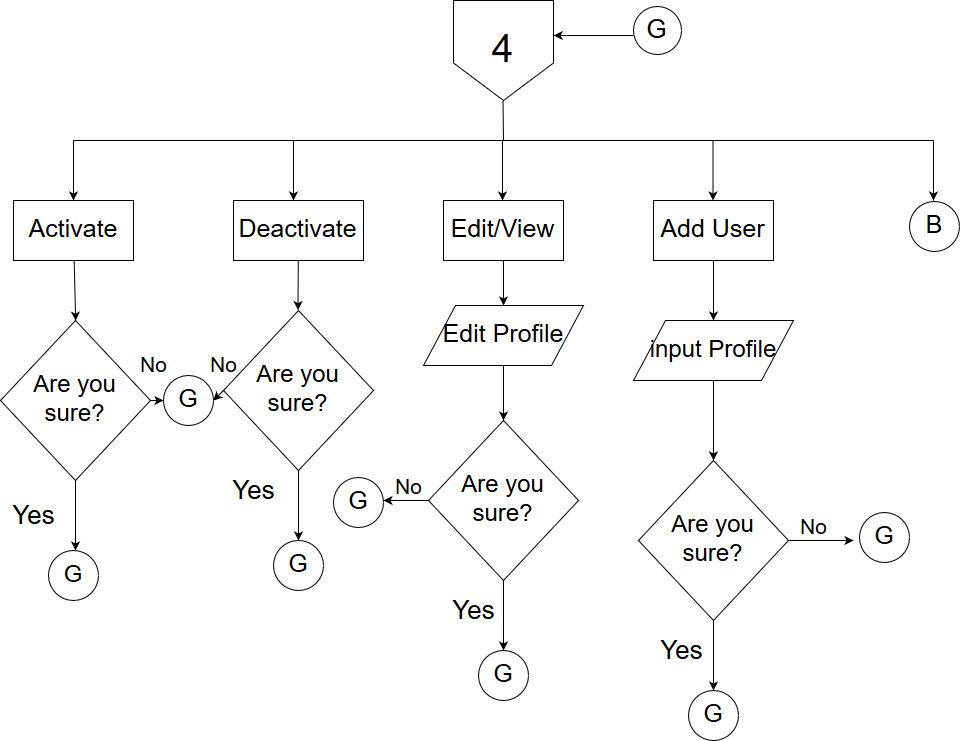 4
G
Activate
Deactivate
Edit/View
Add User
B
Edit Profile
input Profile
No
No
Are you
sure?
G
Are you
sure?
Yes
Yes
G
G
Are you
sure?
No
G
Yes
G
Are you
sure?
No
G
Yes
G